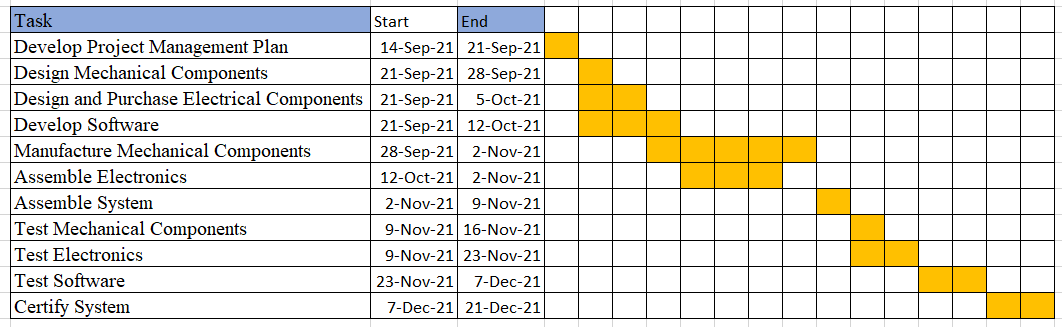 Task Start End
Develop Project Management Plan 14-Sep-21 21-Sep-21
Design Mechanical Components 21-Sep-21 28-Sep-21
Design and Purchase Electrical Components 21-Sep-21 5-Oct-21
Develop Software 21-Sep-21 12-Oct-21
Manufacture Mechanical Components 28-Sep-21 2-Nov-21
Assemble Electronics 12-Oct-21 2-Nov-21
Assemble System 2-Nov-21 9-Nov-21
Test Mechanical Components 9-Nov-21 16-Nov-21
Test Electronics 9-Nov-21 23-Nov-21
Test Software 23-Nov-21 7-Dec-21
Certify System 7-Dec-21 21-Dec-21